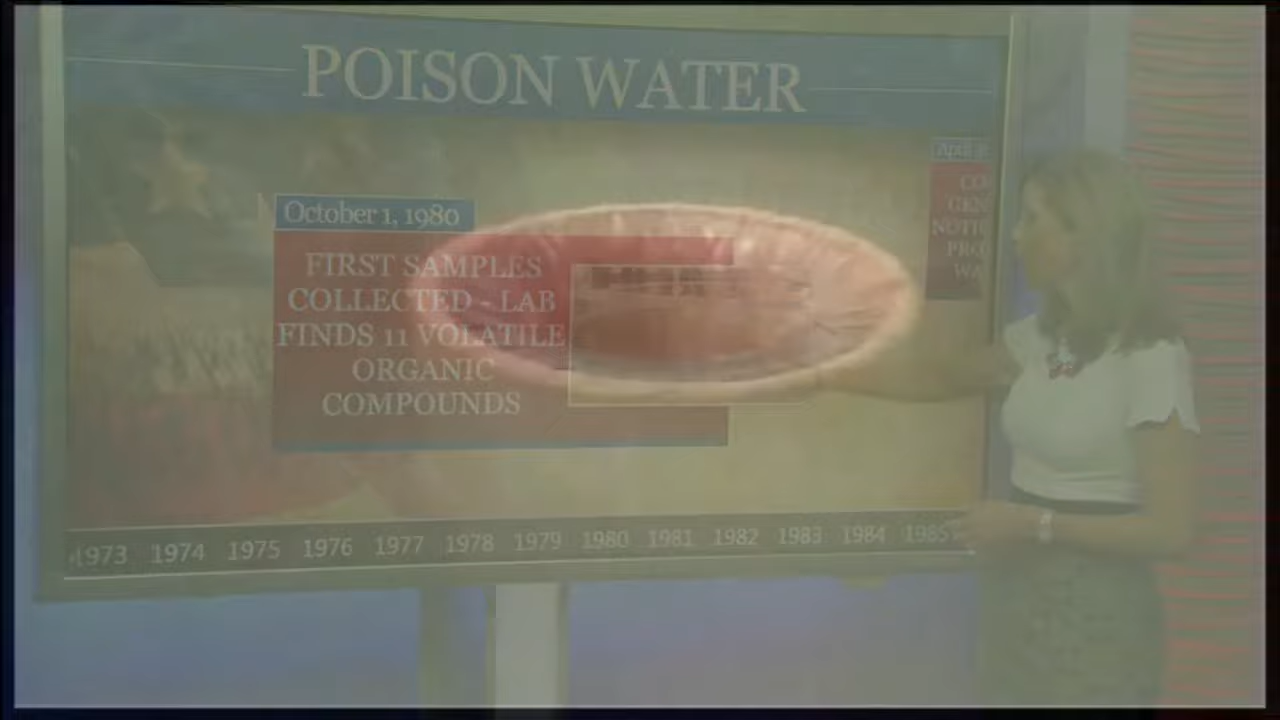 POISON WATER
October 1, 1980
FIRST SAMPLES
COLLECTED - LAB
FINDS 11 VOLATILE
ORGANIC
COMPOUNDS
April
1973 1974 1975 1976 1977 1978 1979 1980 1981 1982 1983 1984 1985